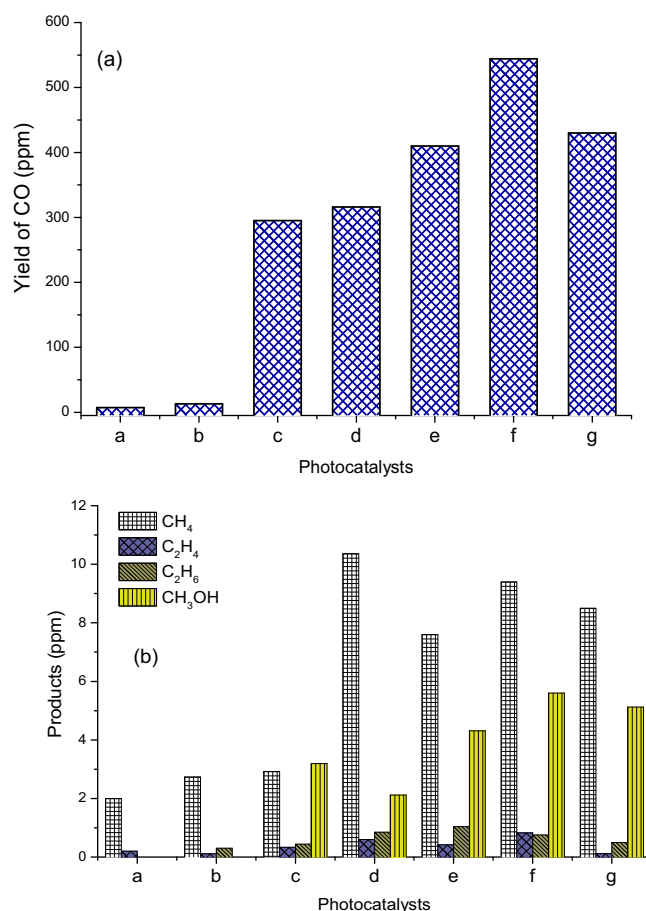 600
(a)
500
400
300
200
100
0
Yield of CO (ppm)
a b c d e f g
Photocatalysts
12
CH₄
C₂H₄
10
C₂H₆
CH₃OH
8
(b)
6
4
2
0
Products (ppm)
a b c d e f g
Photocatalysts